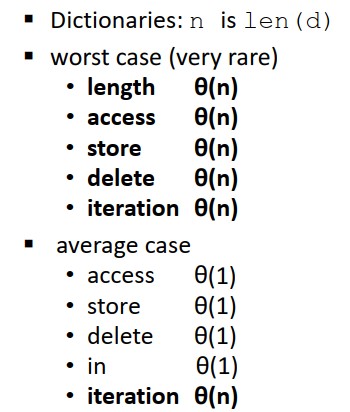 ▪ Dictionaries: n is len(d)
▪ worst case (very rare)
• length θ(n)
• access θ(n)
• store θ(n)
• delete θ(n)
• iteration θ(n)
▪ average case
• access θ(1)
• store θ(1)
• delete θ(1)
• in θ(1)
• iteration θ(n)